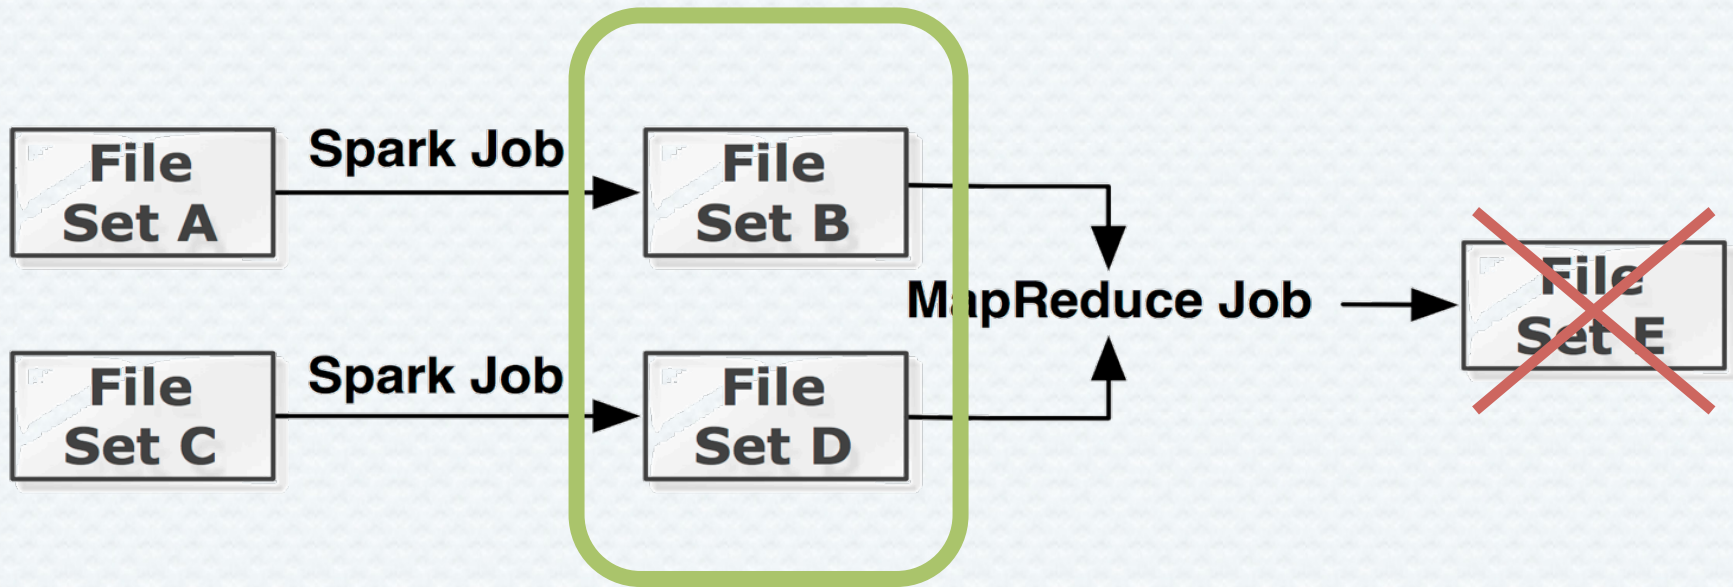 File
Set A
Spark Job
File
Set B
File
Set C
Spark Job
File
Set D
MapReduce Job
File
Set E